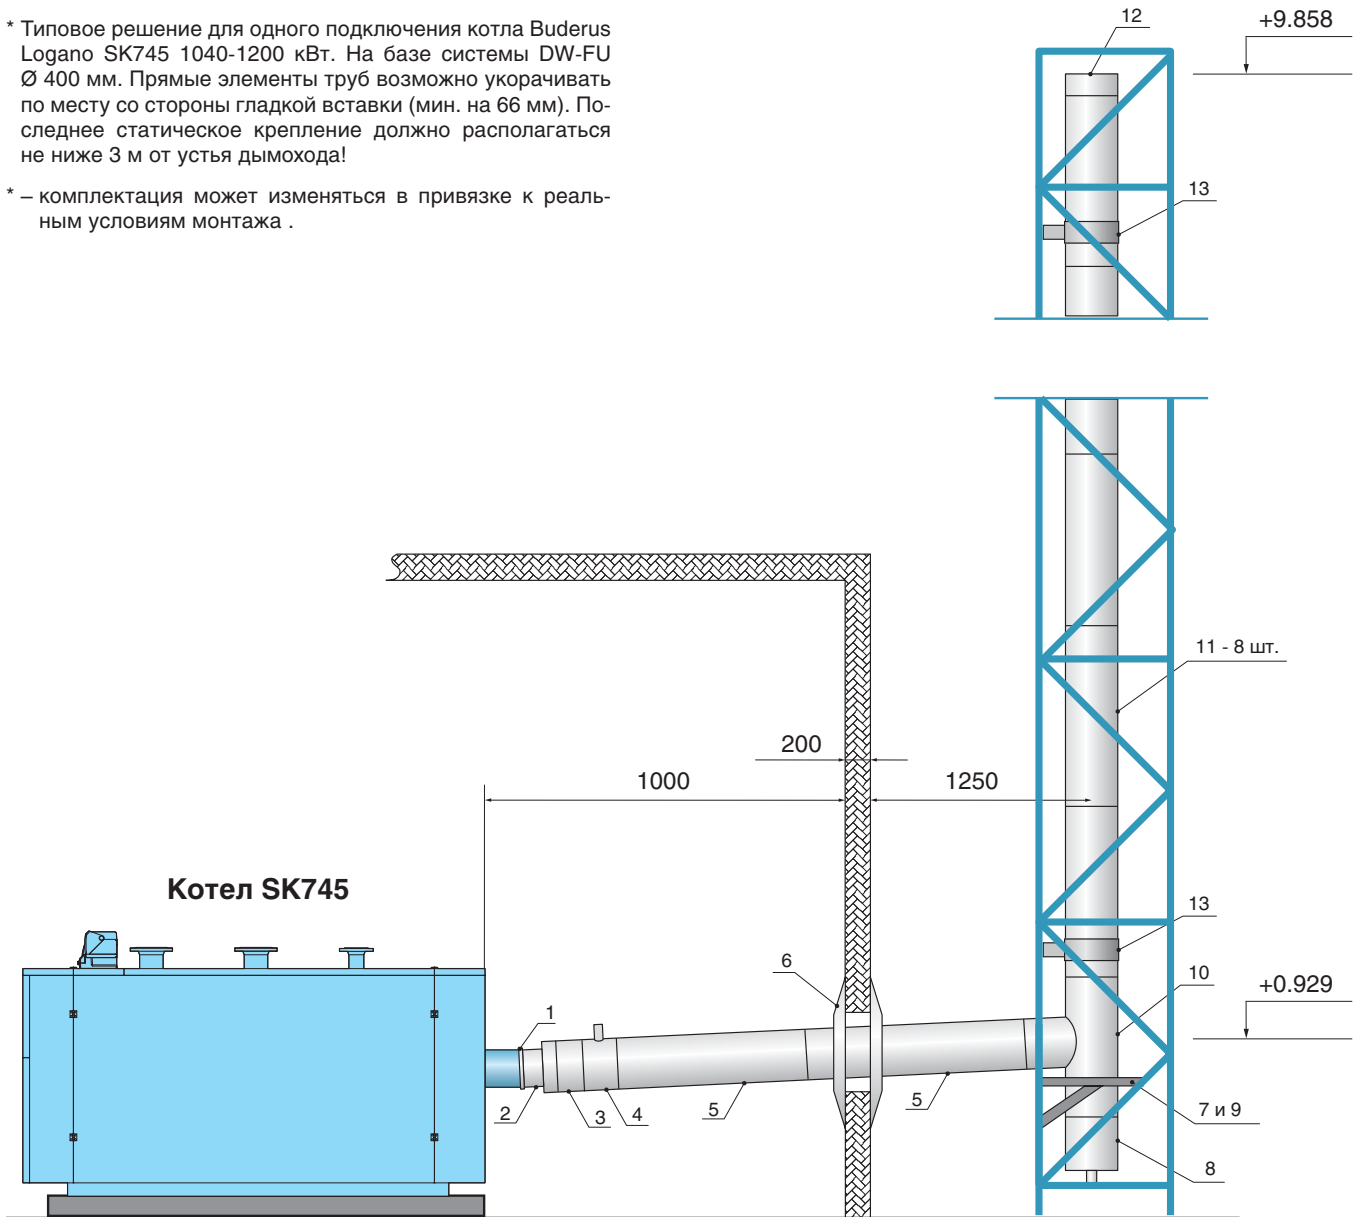 * Типовое решение для одного подключения котла Buderus
Logano SK745 1040-1200 кВт. На базе системы DW-FU
Ø 400 мм. Прямые элементы труб возможно укорачивать
по месту со стороны гладкой вставки (мин. на 66 мм). По-
следнее статическое крепление должно располагаться
не ниже 3 м от устья дымохода!
* – комплектация может изменяться в привязке к реаль-
ным условиям монтажа .
12
+9.858
13
11 - 8 шт.
200
1000
1250
Котел SK745
13
6
10
+0.929
1
2
3
4
5
5
7 и 9
8